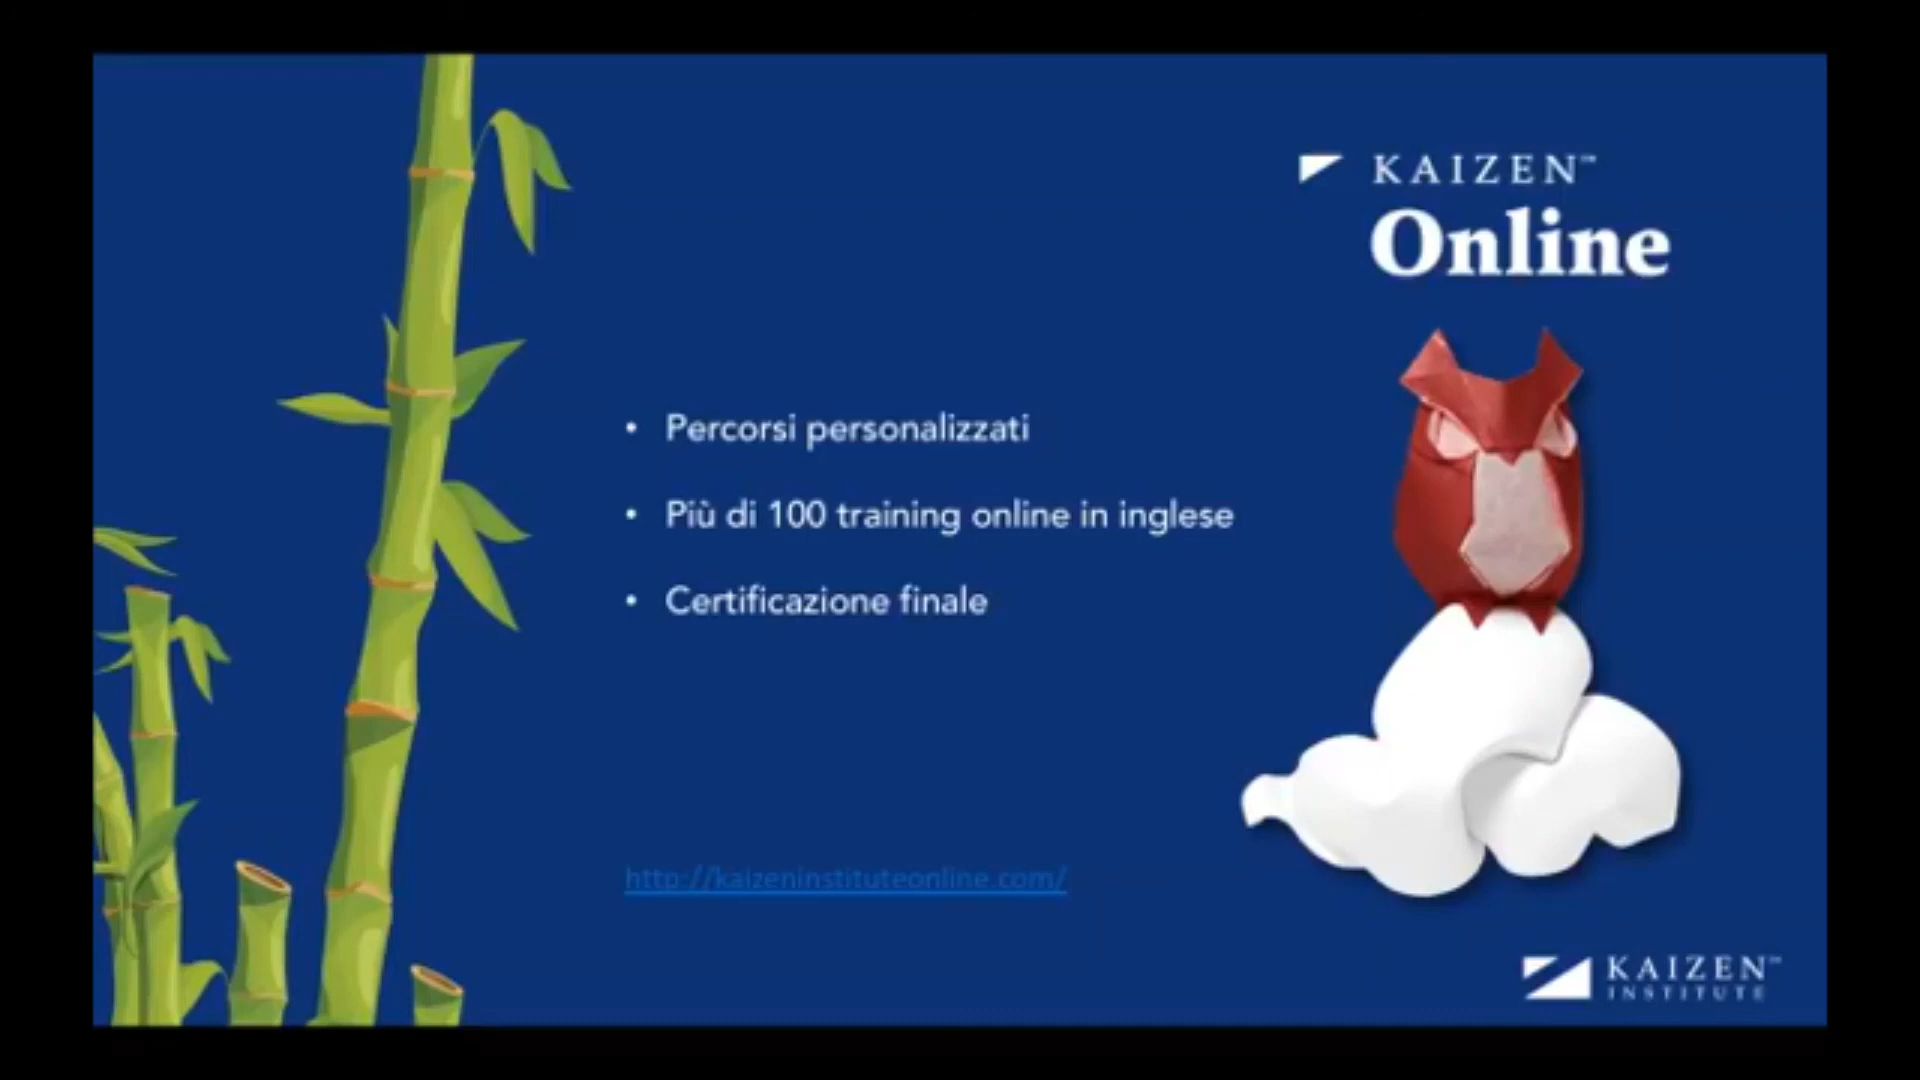 KAIZEN™
Online
• Percorsi personalizzati
• Più di 100 training online in inglese
• Certificazione finale
http://kaizeninstituteonline.com/
KAIZEN™
INSTITUTE